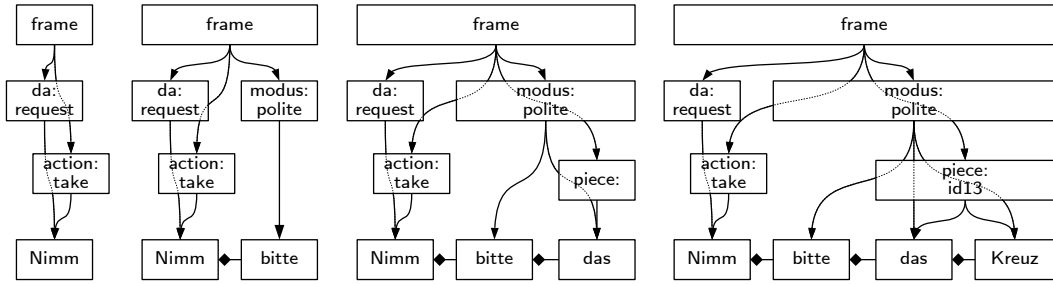 frame
da:
request
action:
take
Nimm
frame
da:
request
modus:
polite
action:
take
Nimm
bitte
frame
da:
request
modus:
polite
action:
take
piece:
Nimm
bitte
das
frame
da:
request
modus:
polite
action:
take
piece:
id13
Nimm
bitte
das
Kreuz